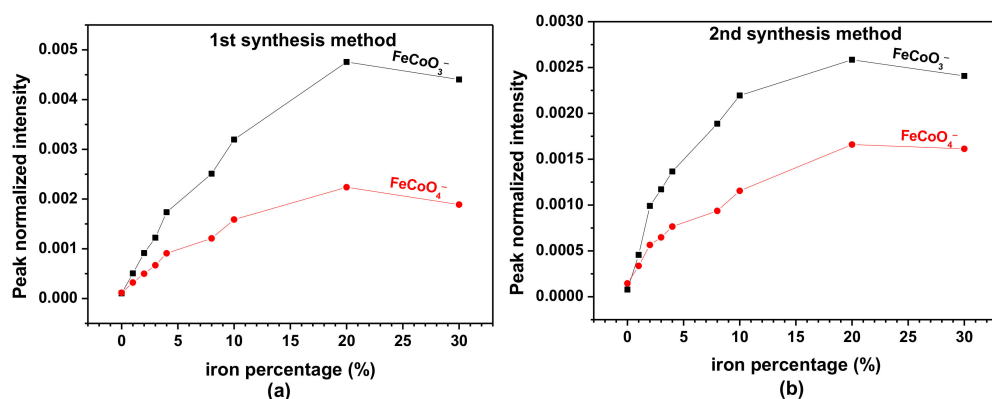 1st synthesis method
FeCoO₃⁻
FeCoO₄⁻
Peak normalized intensity
0.005
0.004
0.003
0.002
0.001
0.000
0 5 10 15 20 25 30
iron percentage (%)
(a)
2nd synthesis method
FeCoO₃⁻
FeCoO₄⁻
Peak normalized intensity
0.0030
0.0025
0.0020
0.0015
0.0010
0.0005
0.0000
0 5 10 15 20 25 30
iron percentage (%)
(b)